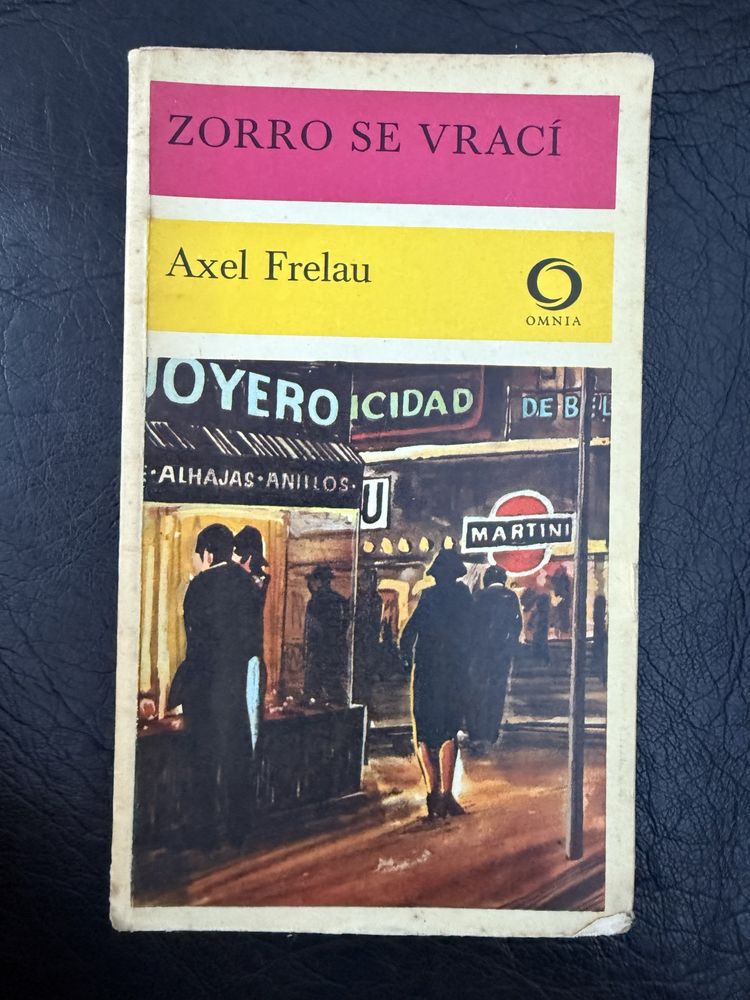 ZORRO SE VRACÍ
Axel Frelau
OMNIA
JOYERO
ICIDAD
DE B
ALHAJAS·ANILLOS·
U
MARTINI